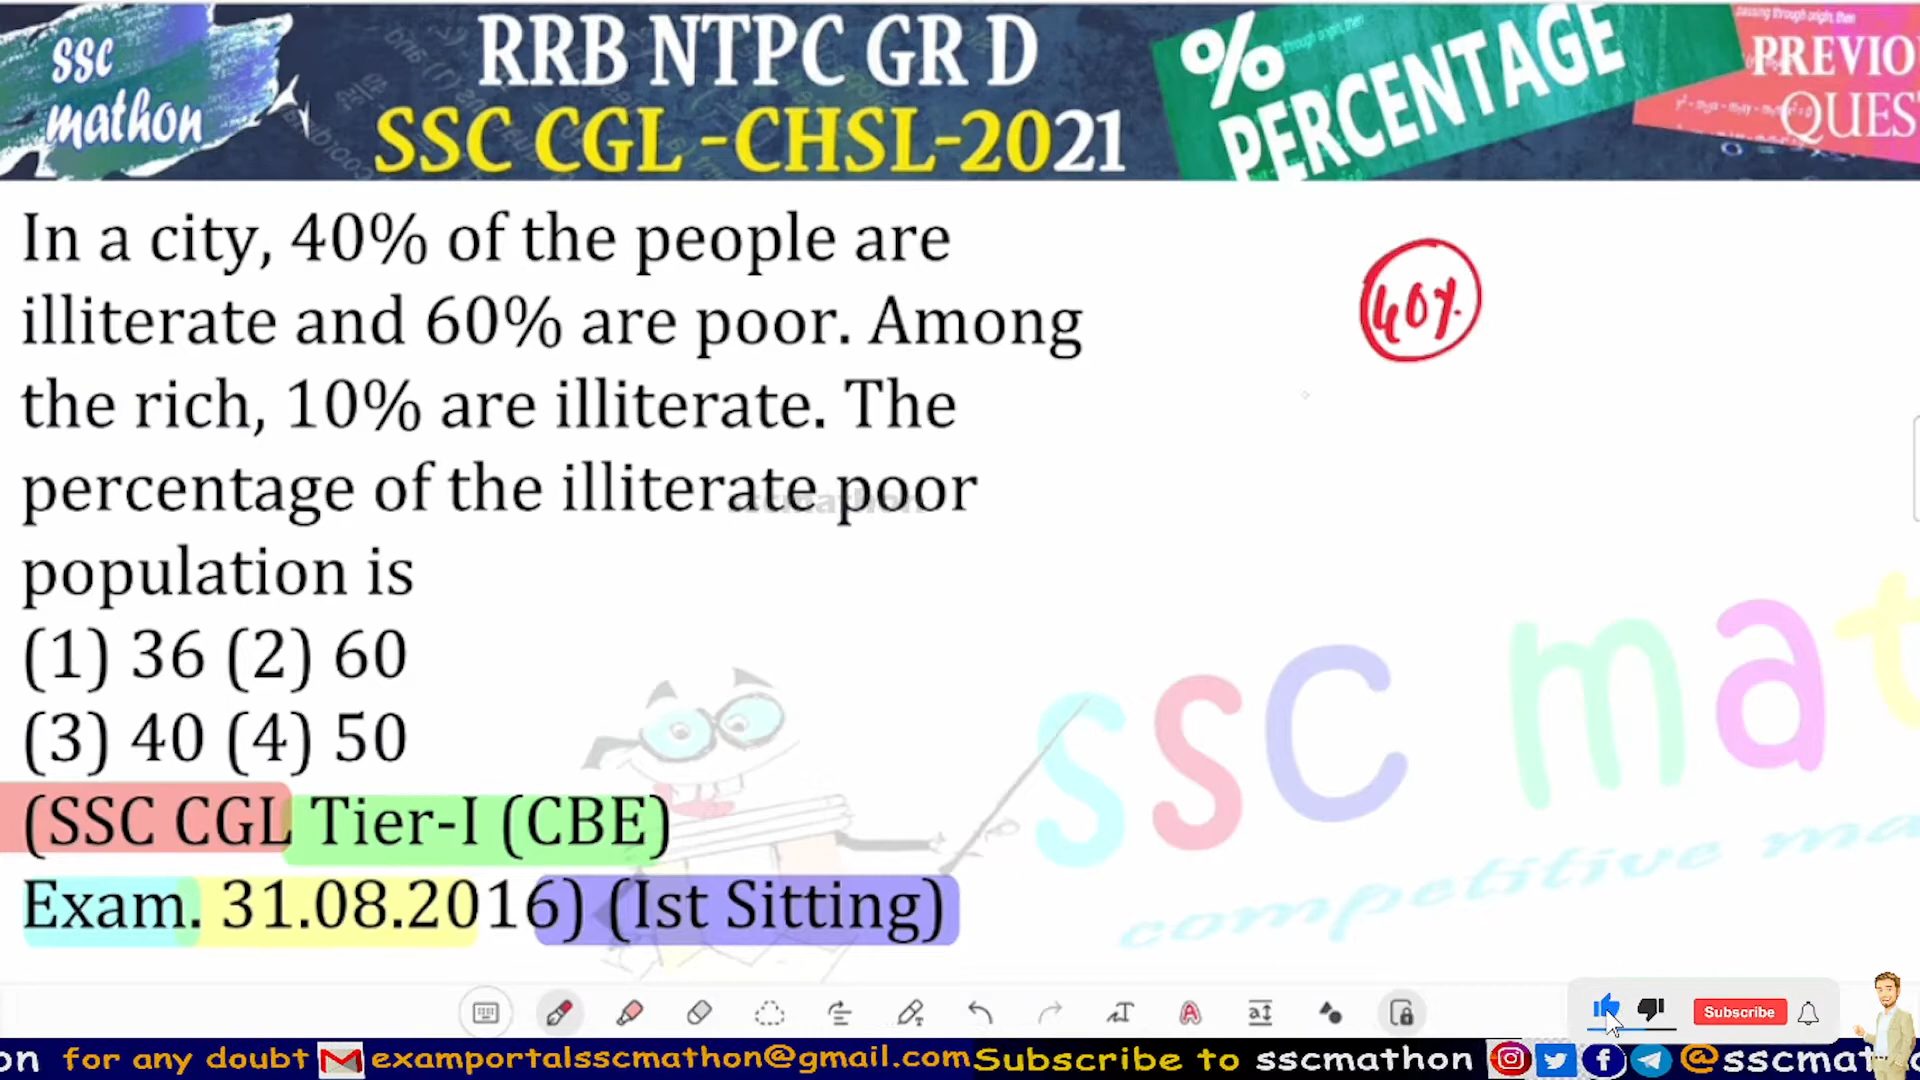 ssc
mathon
RRB NTPC GR D
SSC CGL -CHSL-2021
%
PERCENTAGE
PREVIO
QUES
In a city, 40% of the people are
illiterate and 60% are poor. Among
the rich, 10% are illiterate. The
percentage of the illiterate poor
population is
(1) 36 (2) 60
(3) 40 (4) 50
(SSC CGL Tier-I (CBE)
Exam. 31.08.2016) (Ist Sitting)
40%
sscmathon
SSC mat
competitive ma
Subscribe
on for any doubt examportalsscmathon@gmail.com Subscribe to sscmathon @sscmat